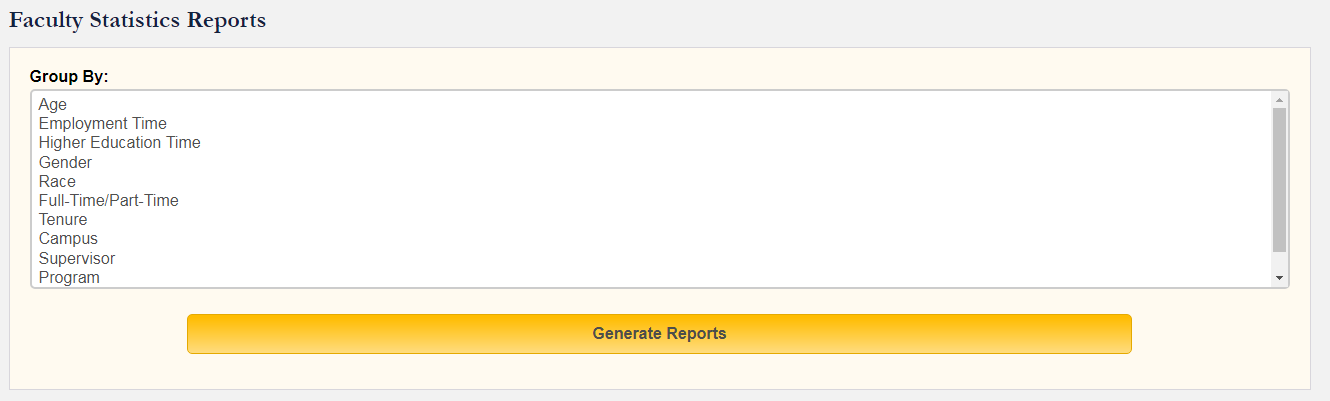 Faculty Statistics Reports
Group By:
Age
Employment Time
Higher Education Time
Gender
Race
Full-Time/Part-Time
Tenure
Campus
Supervisor
Program
Generate Reports